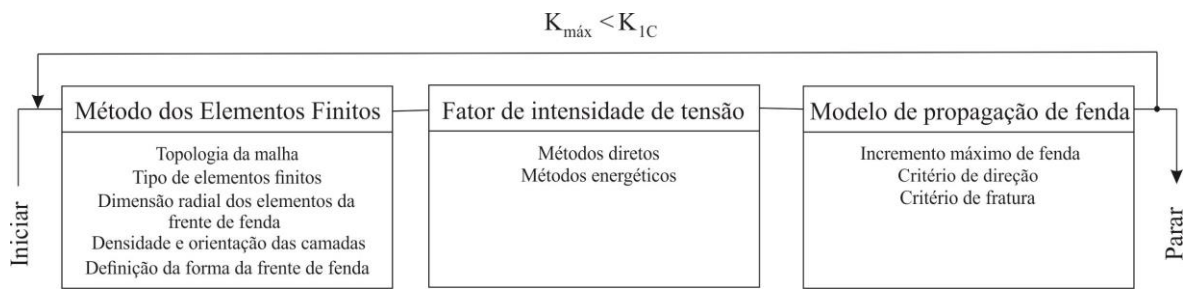 K_máx < K_1C
Iniciar
Método dos Elementos Finitos
Topologia da malha
Tipo de elementos finitos
Dimensão radial dos elementos da
frente de fenda
Densidade e orientação das camadas
Definição da forma da frente de fenda
Fator de intensidade de tensão
Métodos diretos
Métodos energéticos
Modelo de propagação de fenda
Incremento máximo de fenda
Critério de direção
Critério de fratura
Parar